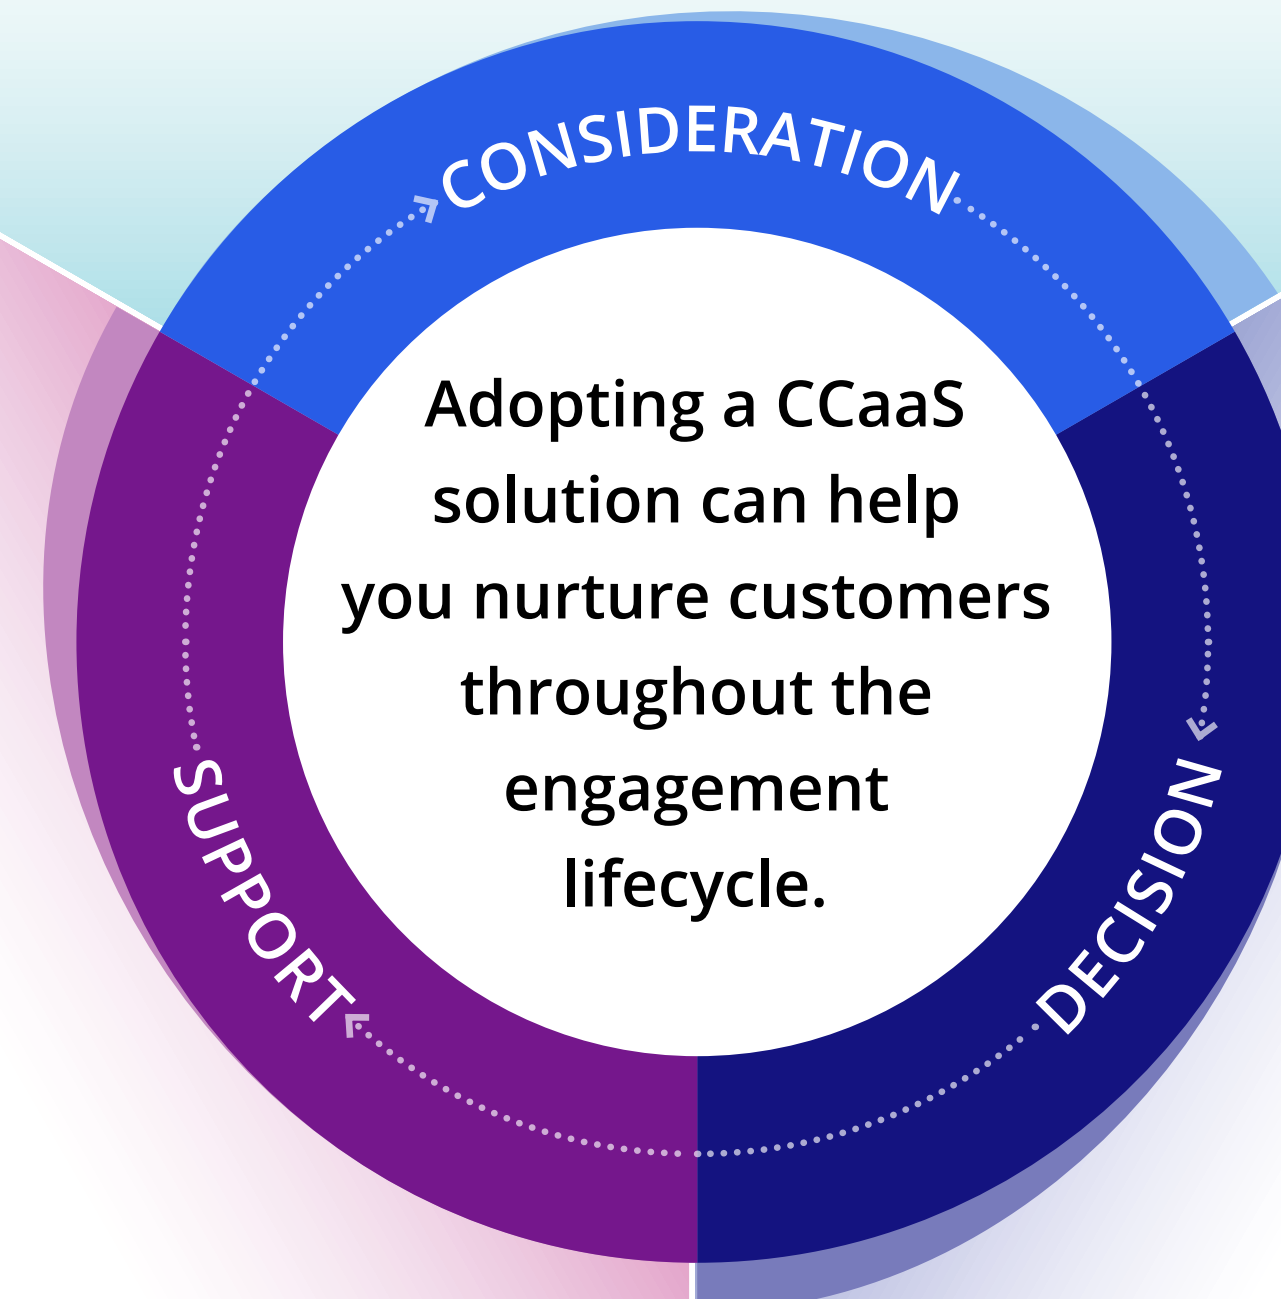 CONSIDERATION
Adopting a CCaaS
solution can help
you nurture customers
throughout the
engagement
lifecycle.
DECISION
SUPPORT